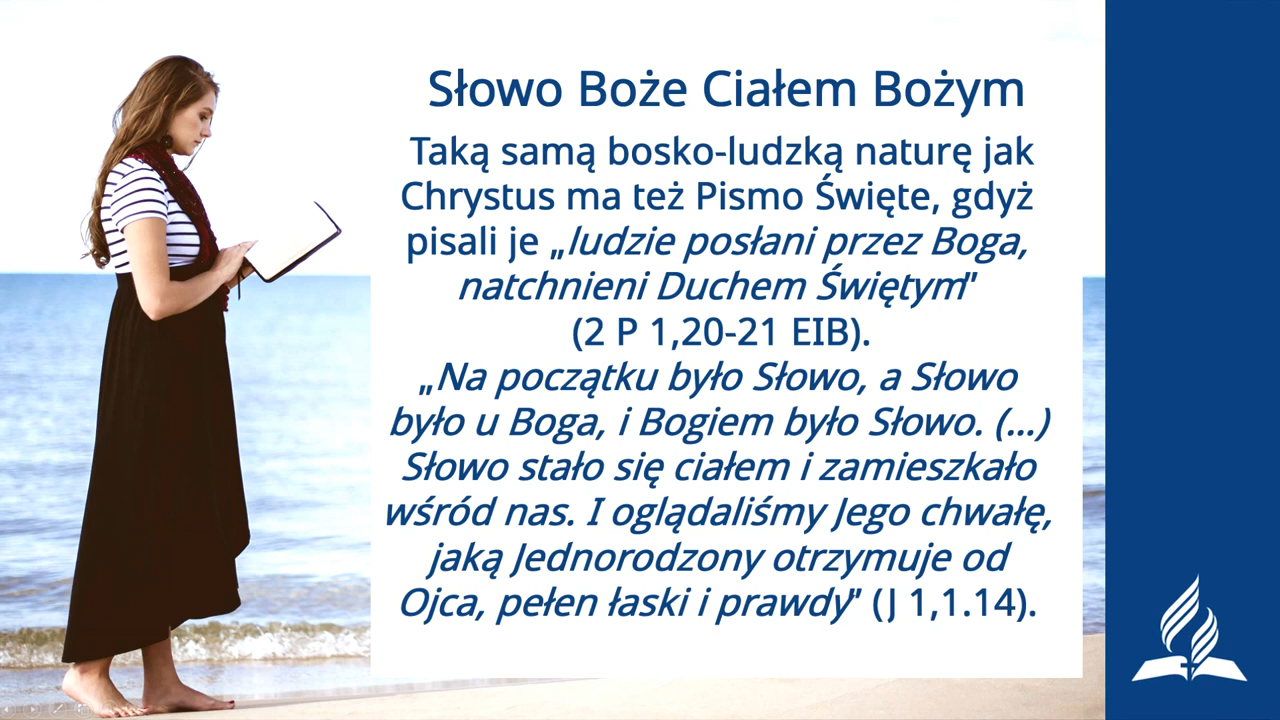 Słowo Boże Ciałem Bożym
Taką samą bosko-ludzką naturę jak
Chrystus ma też Pismo Święte, gdyż
pisali je „ludzie posłani przez Boga,
natchnieni Duchem Świętym”
(2 P 1,20-21 EIB).
„Na początku było Słowo, a Słowo
było u Boga, i Bogiem było Słowo. (...)
Słowo stało się ciałem i zamieszkało
wśród nas. I oglądaliśmy Jego chwałę,
jaką Jednorodzony otrzymuje od
Ojca, pełen łaski i prawdy” (J 1,1.14).